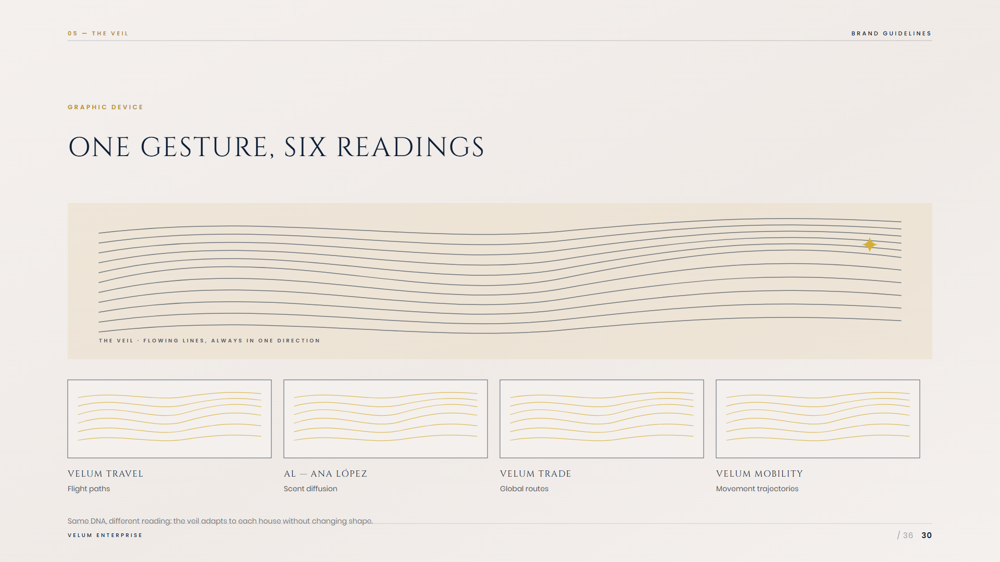 05 — THE VEIL
BRAND GUIDELINES
GRAPHIC DEVICE
ONE GESTURE, SIX READINGS
THE VEIL · FLOWING LINES, ALWAYS IN ONE DIRECTION
VELUM TRAVEL
Flight paths
AL — ANA LÓPEZ
Scent diffusion
VELUM TRADE
Global routes
VELUM MOBILITY
Movement trajectories
Same DNA, different reading: the veil adapts to each house without changing shape.
VELUM ENTERPRISE
/ 36 30